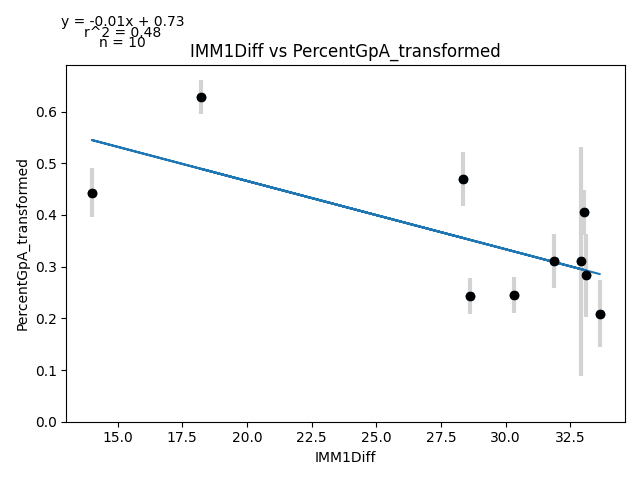 y = -0.01x + 0.73
r^2 = 0.48
n = 10
IMM1Diff vs PercentGpA_transformed
PercentGpA_transformed
0.6
0.5
0.4
0.3
0.2
0.1
0.0
15.0 17.5 20.0 22.5 25.0 27.5 30.0 32.5
IMM1Diff